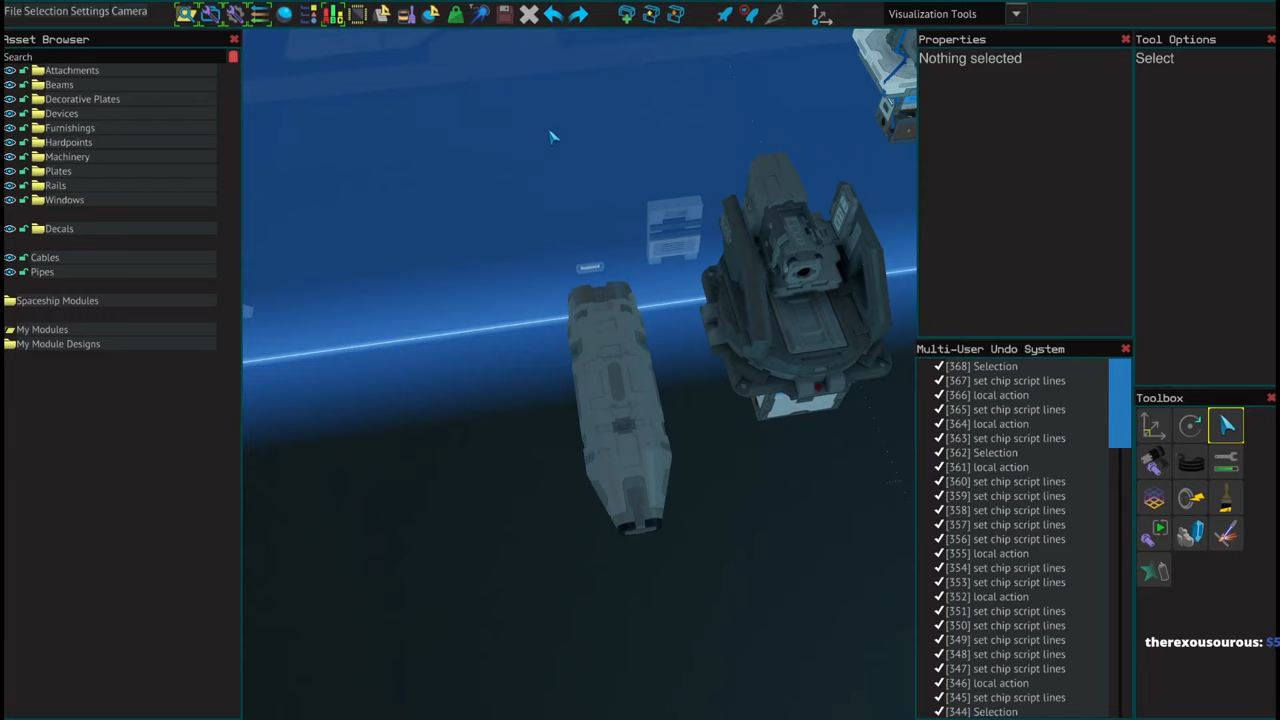 File Selection Settings Camera
Visualization Tools
Asset Browser
Search
Attachments
Beams
Decorative Plates
Devices
Furnishings
Hardpoints
Machinery
Plates
Rails
Windows
Decals
Cables
Pipes
Spaceship Modules
My Modules
My Module Designs
Properties
Nothing selected
Tool Options
Select
Multi-User Undo System
[368] Selection
[367] set chip script lines
[366] local action
[365] set chip script lines
[364] local action
[363] set chip script lines
[362] Selection
[361] local action
[360] set chip script lines
[359] set chip script lines
[358] set chip script lines
[357] set chip script lines
[356] set chip script lines
[355] local action
[354] set chip script lines
[353] set chip script lines
[352] local action
[351] set chip script lines
[350] set chip script lines
[349] set chip script lines
[348] set chip script lines
[347] set chip script lines
[346] local action
[345] set chip script lines
[344] Selection
Toolbox
therexousourous: $5